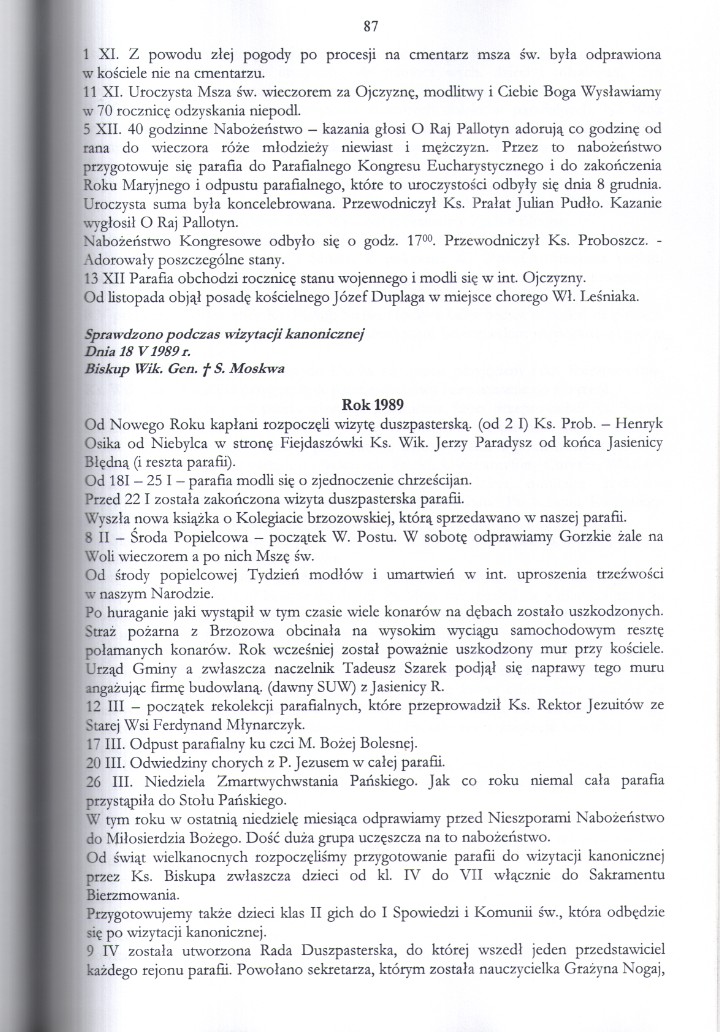 87
1 XI. Z powodu złej pogody po procesji na cmentarz msza św. była odprawiona
w kościele nie na cmentarzu.
11 XI. Uroczysta Msza św. wieczorem za Ojczyznę, modlitwy i Ciebie Boga Wysławiamy
w 70 rocznicę odzyskania niepodl.
5 XII. 40 godzinne Nabożeństwo – kazania głosi O Raj Pallotyn adorują co godzinę od
rana do wieczora róże młodzieży niewiast i mężczyzn. Przez to nabożeństwo
przygotowuje się parafia do Parafialnego Kongresu Eucharystycznego i do zakończenia
Roku Maryjnego i odpustu parafialnego, które to uroczystości odbyły się dnia 8 grudnia.
Uroczysta suma była koncelebrowana. Przewodniczył Ks. Prałat Julian Pudło. Kazanie
wygłosił O Raj Pallotyn.
Nabożeństwo Kongresowe odbyło się o godz. 17⁰⁰. Przewodniczył Ks. Proboszcz. -
Adorowały poszczególne stany.
13 XII Parafia obchodzi rocznicę stanu wojennego i modli się w int. Ojczyzny.
Od listopada objął posadę kościelnego Józef Duplaga w miejsce chorego Wł. Leśniaka.
Sprawdzono podczas wizytacji kanonicznej
Dnia 18 V 1989 r.
Biskup Wik. Gen. † S. Moskwa
Rok 1989
Od Nowego Roku kapłani rozpoczęli wizytę duszpasterską. (od 2 I) Ks. Prob. – Henryk
Osika od Niebylca w stronę Fiejdaszówki Ks. Wik. Jerzy Paradysz od końca Jasienicy
Błędną (i reszta parafii).
Od 18I – 25 I – parafia modli się o zjednoczenie chrześcijan.
Przed 22 I została zakończona wizyta duszpasterska parafii.
Wyszła nowa książka o Kolegiacie brzozowskiej, którą sprzedawano w naszej parafii.
8 II – Środa Popielcowa – początek W. Postu. W sobotę odprawiamy Gorzkie żale na
Woli wieczorem a po nich Mszę św.
Od środy popielcowej Tydzień modłów i umartwień w int. uproszenia trzeźwości
w naszym Narodzie.
Po huraganie jaki wystąpił w tym czasie wiele konarów na dębach zostało uszkodzonych.
Straż pożarna z Brzozowa obcinała na wysokim wyciągu samochodowym resztę
połamanych konarów. Rok wcześniej został poważnie uszkodzony mur przy kościele.
Urząd Gminy a zwłaszcza naczelnik Tadeusz Szarek podjął się naprawy tego muru
angażując firmę budowlaną. (dawny SUW) z Jasienicy R.
12 III – początek rekolekcji parafialnych, które przeprowadził Ks. Rektor Jezuitów ze
Starej Wsi Ferdynand Młynarczyk.
17 III. Odpust parafialny ku czci M. Bożej Bolesnej.
20 III. Odwiedziny chorych z P. Jezusem w całej parafii.
26 III. Niedziela Zmartwychwstania Pańskiego. Jak co roku niemal cała parafia
przystąpiła do Stołu Pańskiego.
W tym roku w ostatnią niedzielę miesiąca odprawiamy przed Nieszporami Nabożeństwo
do Miłosierdzia Bożego. Dość duża grupa uczęszcza na to nabożeństwo.
Od świąt wielkanocnych rozpoczęliśmy przygotowanie parafii do wizytacji kanonicznej
przez Ks. Biskupa zwłaszcza dzieci od kl. IV do VII włącznie do Sakramentu
Bierzmowania.
Przygotowujemy także dzieci klas II gich do I Spowiedzi i Komunii św., która odbędzie
się po wizytacji kanonicznej.
9 IV została utworzona Rada Duszpasterska, do której wszedł jeden przedstawiciel
każdego rejonu parafii. Powołano sekretarza, którym została nauczycielka Grażyna Nogaj,